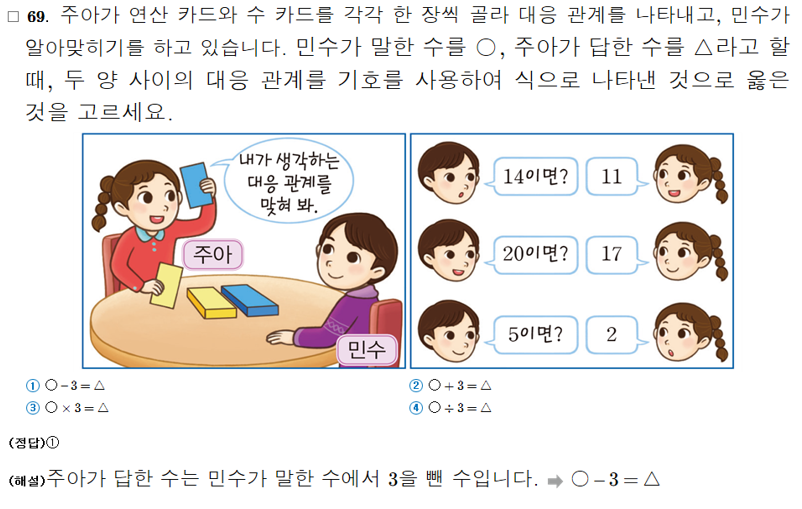 □ 69. 주아가 연산 카드와 수 카드를 각각 한 장씩 골라 대응 관계를 나타내고, 민수가
알아맞히기를 하고 있습니다. 민수가 말한 수를 ○, 주아가 답한 수를 △라고 할
때, 두 양 사이의 대응 관계를 기호를 사용하여 식으로 나타낸 것으로 옳은
것을 고르세요.
내가 생각하는
대응 관계를
맞혀 봐.
주아
민수
14이면? 11
20이면? 17
5이면? 2
① ○-3=△ ② ○+3=△
③ ○×3=△ ④ ○÷3=△
(정답)①
(해설)주아가 답한 수는 민수가 말한 수에서 3을 뺀 수입니다. ➡ ○-3=△